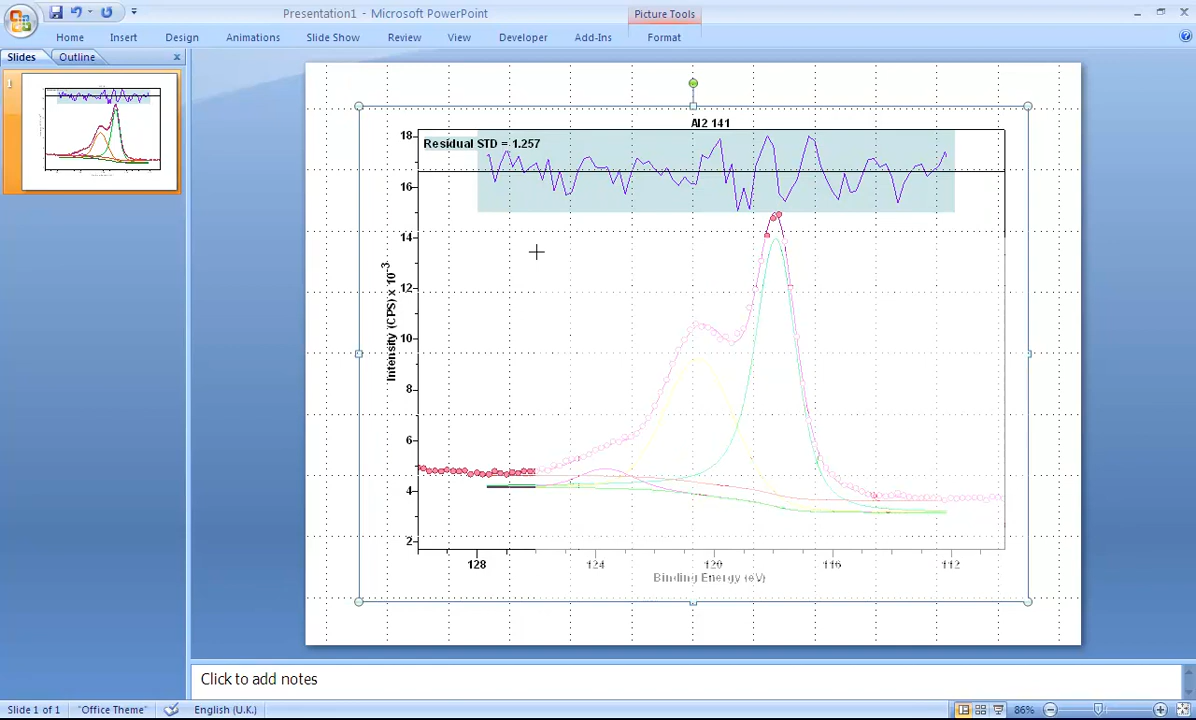 Presentation1 - Microsoft PowerPoint
Picture Tools
Home Insert Design Animations Slide Show Review View Developer Add-Ins Format
Slides Outline
1
Al2 141
Residual STD = 1.257
18
16
14
12
10
8
6
4
2
Intensity (CPS) x 10-3
128 124 120 116 112
Binding Energy (eV)
Click to add notes
Slide 1 of 1 "Office Theme" English (U.K.) 86%